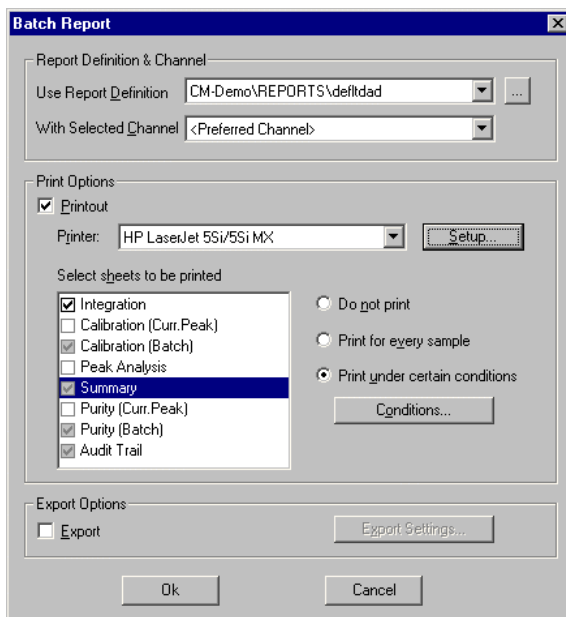 Batch Report
Report Definition & Channel
Use Report Definition CM-Demo\REPORTS\defltdad ...
With Selected Channel <Preferred Channel>
Print Options
Printout
Printer: HP LaserJet 5Si/5Si MX Setup...
Select sheets to be printed
Integration
Calibration (Curr.Peak)
Calibration (Batch)
Peak Analysis
Summary
Purity (Curr.Peak)
Purity (Batch)
Audit Trail
Do not print
Print for every sample
Print under certain conditions
Conditions...
Export Options
Export Export Settings...
Ok Cancel